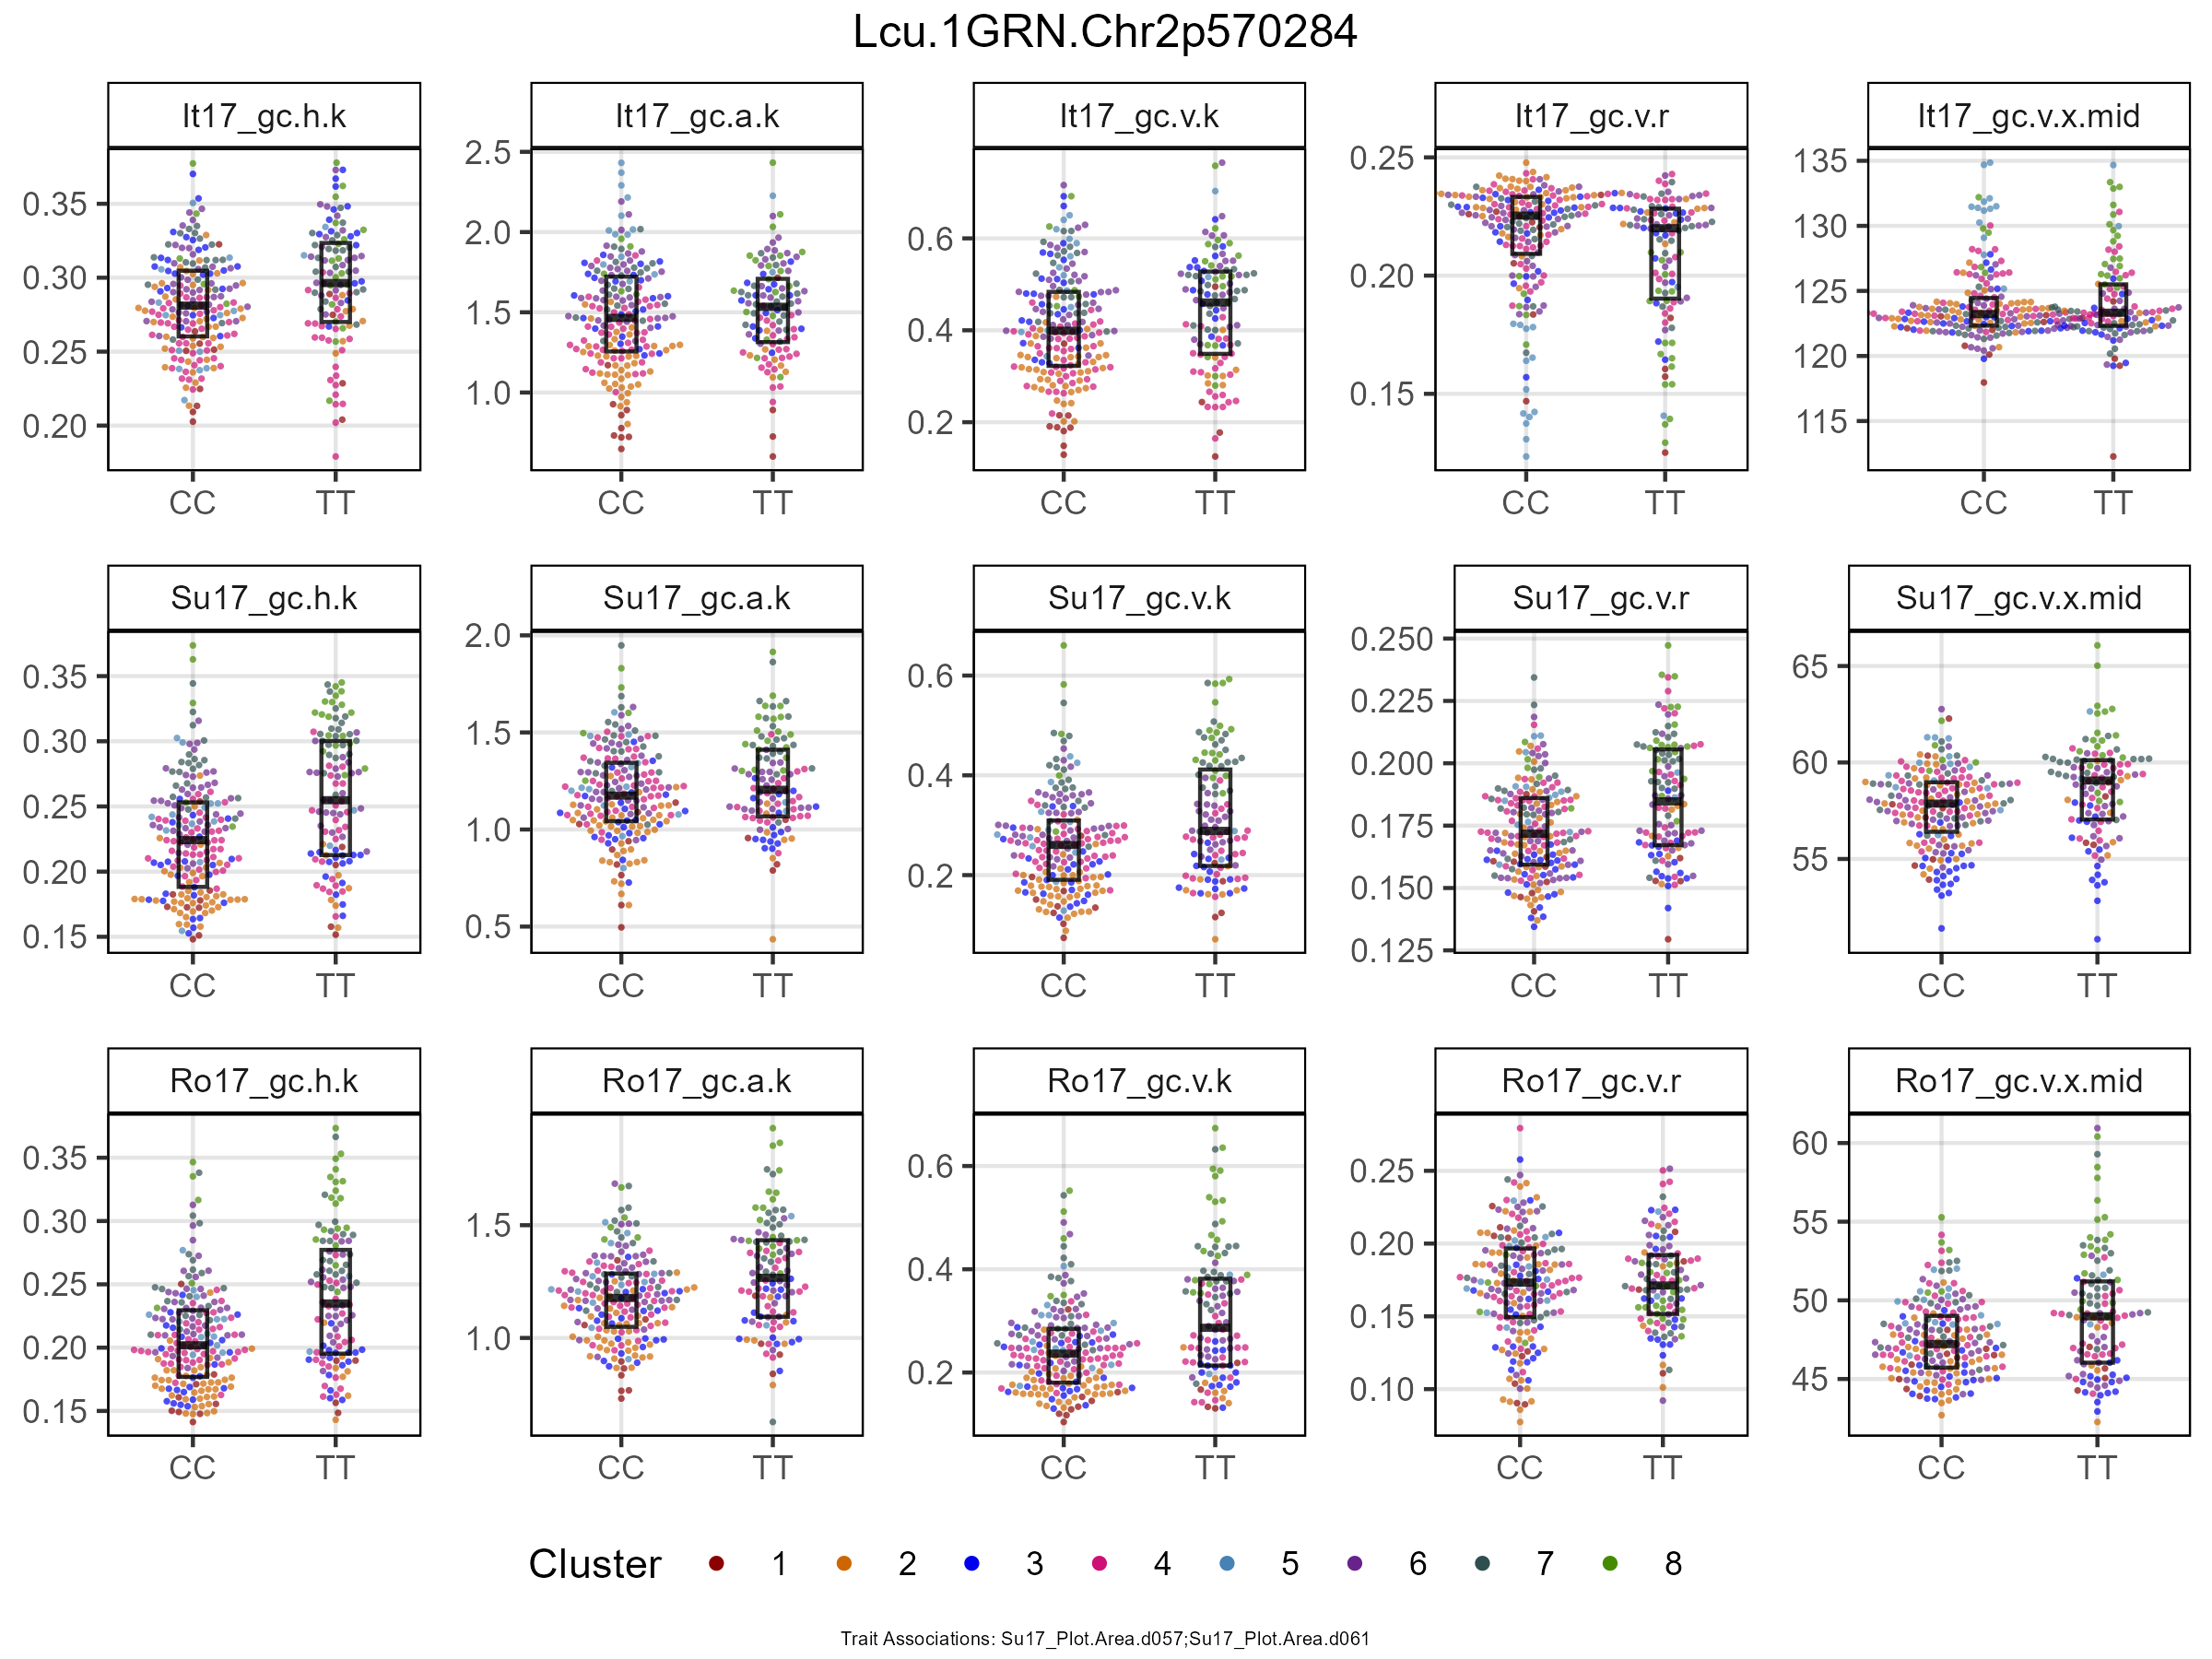 Lcu.1GRN.Chr2p570284
It17_gc.h.k It17_gc.a.k It17_gc.v.k It17_gc.v.r It17_gc.v.x.mid
0.35 0.30 0.25 0.20
2.5 2.0 1.5 1.0
0.6 0.4 0.2
0.25 0.20 0.15
135 130 125 120 115
CC TT CC TT CC TT CC TT CC TT
Su17_gc.h.k Su17_gc.a.k Su17_gc.v.k Su17_gc.v.r Su17_gc.v.x.mid
0.35 0.30 0.25 0.20 0.15
2.0 1.5 1.0 0.5
0.6 0.4 0.2
0.250 0.225 0.200 0.175 0.150 0.125
65 60 55
CC TT CC TT CC TT CC TT CC TT
Ro17_gc.h.k Ro17_gc.a.k Ro17_gc.v.k Ro17_gc.v.r Ro17_gc.v.x.mid
0.35 0.30 0.25 0.20 0.15
1.5 1.0
0.6 0.4 0.2
0.25 0.20 0.15 0.10
60 55 50 45
CC TT CC TT CC TT CC TT CC TT
Cluster 1 2 3 4 5 6 7 8
Trait Associations: Su17_Plot.Area.d057;Su17_Plot.Area.d061